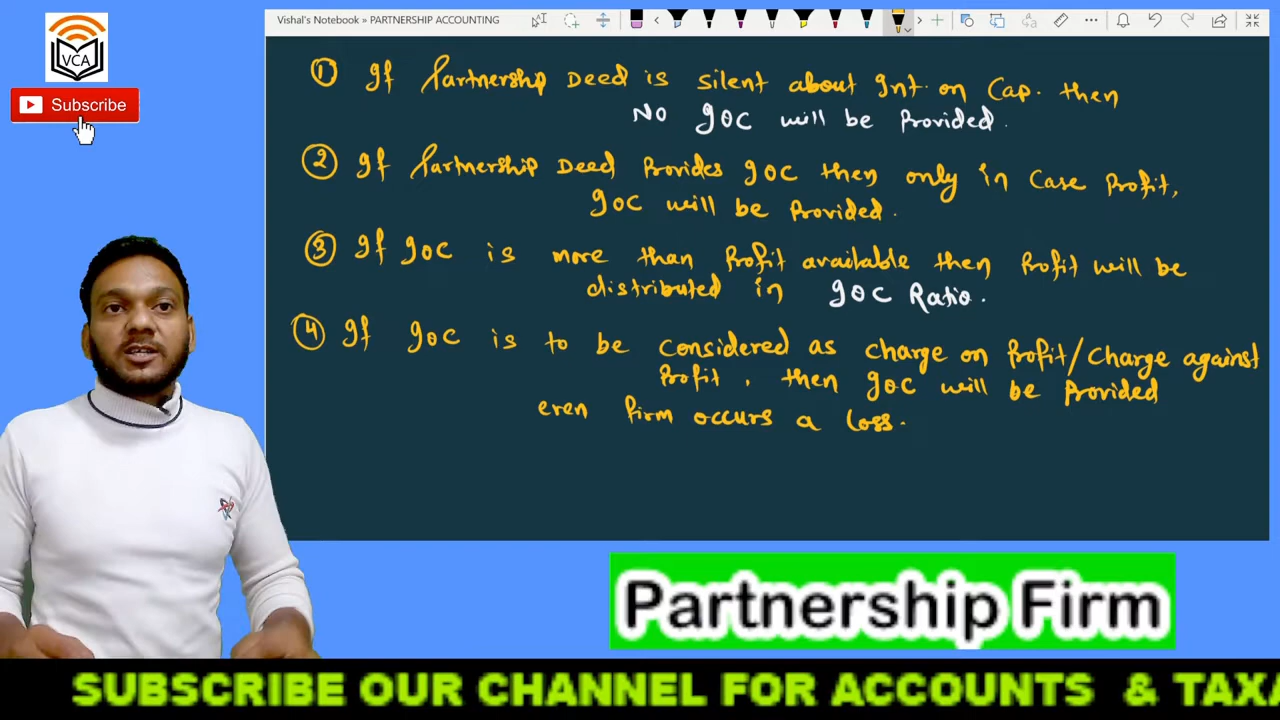 Vishal's Notebook » PARTNERSHIP ACCOUNTING
VCA
Subscribe
① If Partnership Deed is silent about Int. on Cap. then
No IOC will be Provided.
② If Partnership Deed Provides IOC then only in Case Profit,
IOC will be Provided.
③ If IOC is more than Profit available then Profit will be
distributed in IOC Ratio.
④ If IOC is to be Considered as charge on Profit/Charge against
Profit, then IOC will be Provided
even firm occurs a loss.
Partnership Firm
SUBSCRIBE OUR CHANNEL FOR ACCOUNTS & TAXA